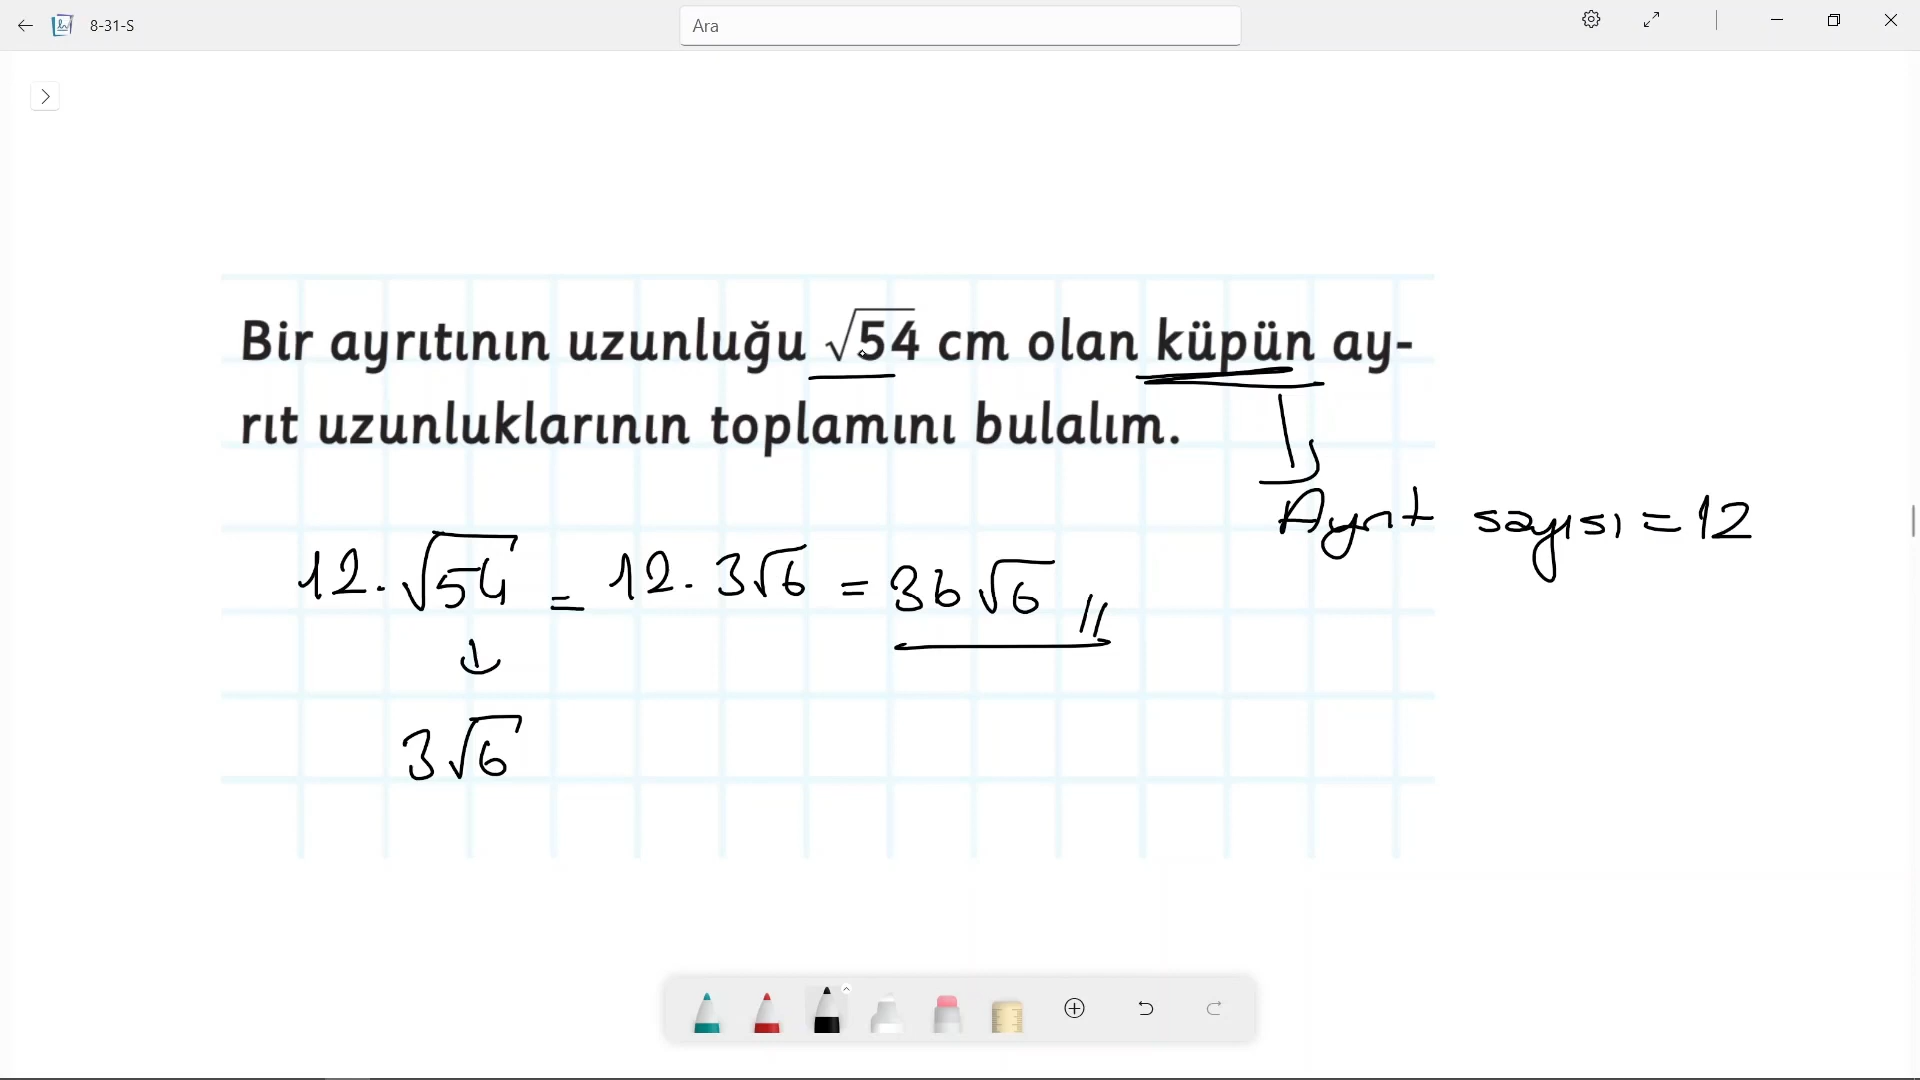 8-31-S
Ara
Bir ayrıtının uzunluğu √54 cm olan küpün ay-
rıt uzunluklarının toplamını bulalım.
Ayrıt sayısı = 12
12.√54 = 12.3√6 = 36√6 //
3√6